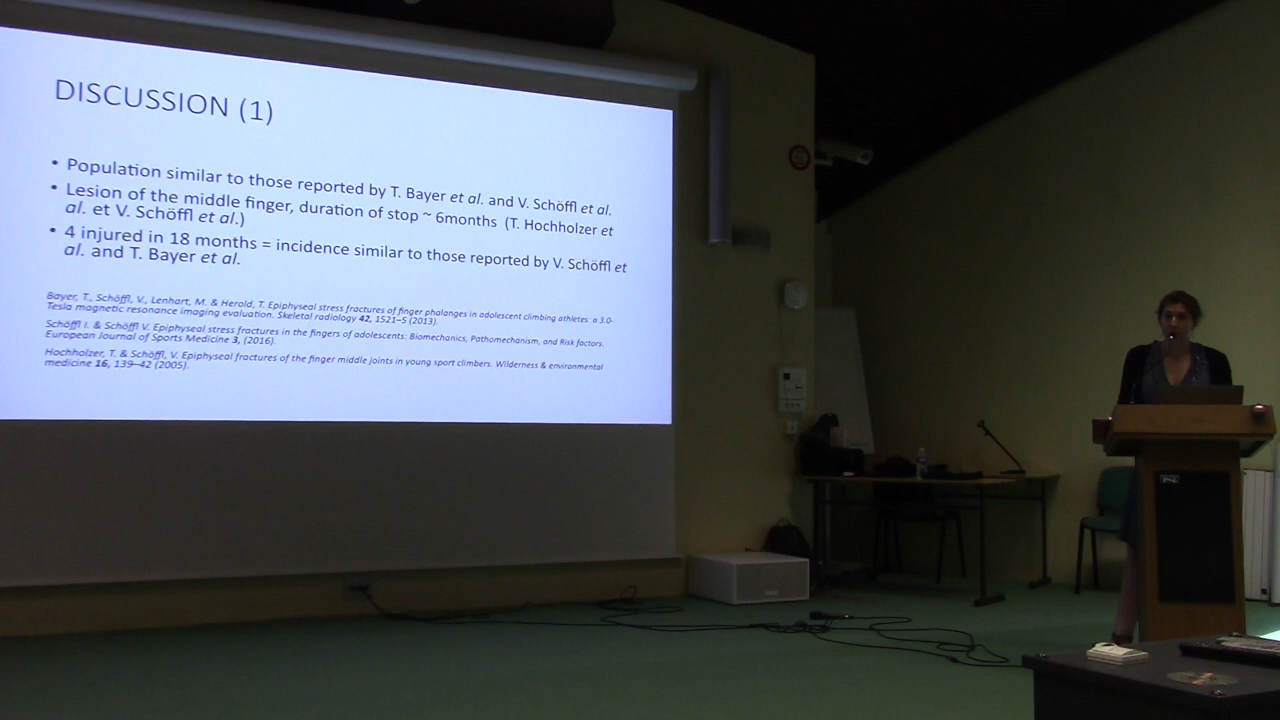 DISCUSSION (1)
• Population similar to those reported by T. Bayer et al. and V. Schöffl et al.
• Lesion of the middle finger, duration of stop ~ 6months (T. Hochholzer et
al. et V. Schöffl et al.)
• 4 injured in 18 months = incidence similar to those reported by V. Schöffl et
al. and T. Bayer et al.
Bayer, T., Schöffl, V., Lenhart, M. & Herold, T. Epiphyseal stress fractures of finger phalanges in adolescent climbing athletes: a 3.0-
Tesla magnetic resonance imaging evaluation. Skeletal radiology 42, 1521–5 (2013).
Schöffl I. & Schöffl V. Epiphyseal stress fractures in the fingers of adolescents: Biomechanics, Pathomechanism, and Risk factors.
European Journal of Sports Medicine 3, (2016).
Hochholzer, T. & Schöffl, V. Epiphyseal fractures of the finger middle joints in young sport climbers. Wilderness & environmental
medicine 16, 139–42 (2005).